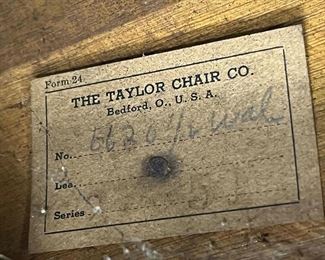 Form 24.
THE TAYLOR CHAIR CO.
Bedford, O., U. S. A.
No.
Lea.
Series